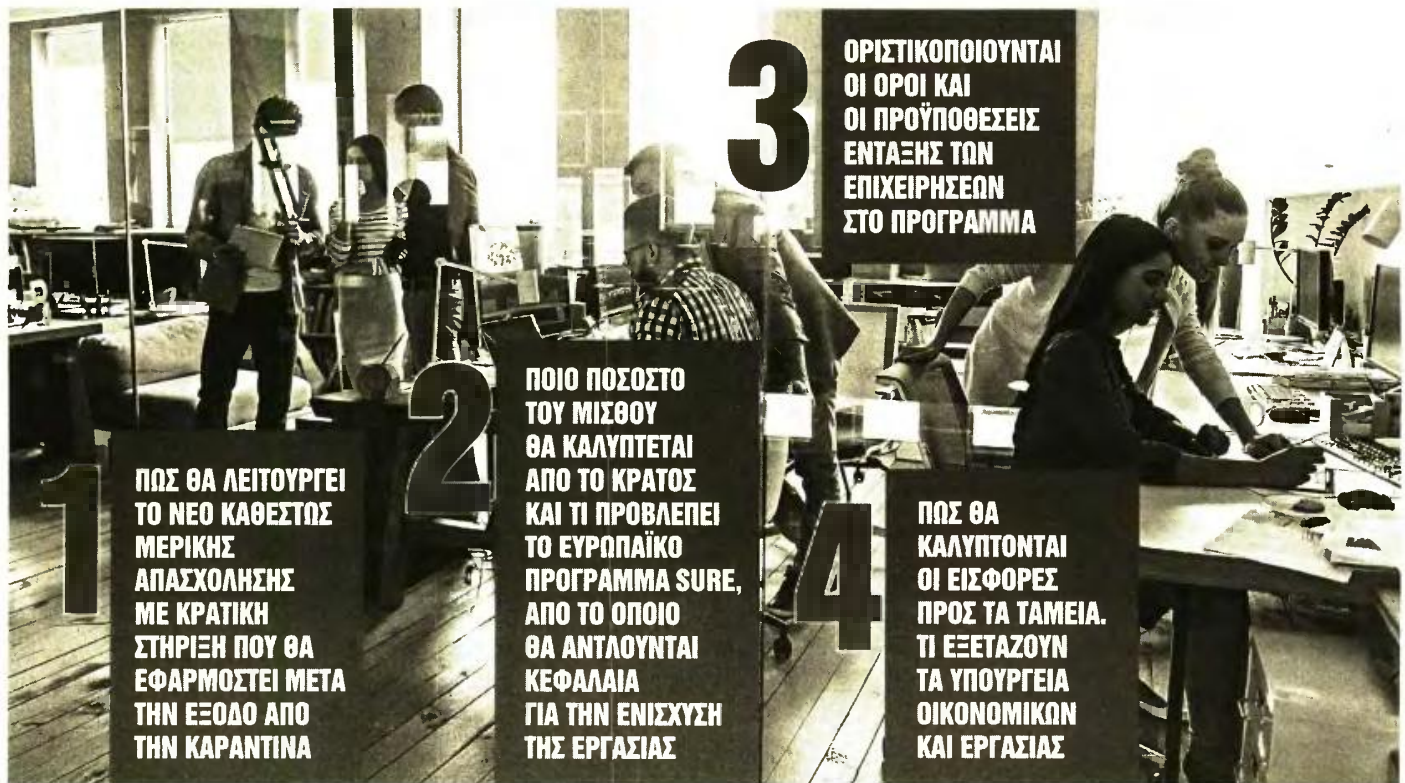 1
ΠΩΣ ΘΑ ΛΕΙΤΟΥΡΓΕΙ
ΤΟ ΝΕΟ ΚΑΘΕΣΤΩΣ
ΜΕΡΙΚΗΣ
ΑΠΑΣΧΟΛΗΣΗΣ
ΜΕ ΚΡΑΤΙΚΗ
ΣΤΗΡΙΞΗ ΠΟΥ ΘΑ
ΕΦΑΡΜΟΣΤΕΙ ΜΕΤΑ
ΤΗΝ ΕΞΟΔΟ ΑΠΟ
ΤΗΝ ΚΑΡΑΝΤΙΝΑ
2
ΠΟΙΟ ΠΟΣΟΣΤΟ
ΤΟΥ ΜΙΣΘΟΥ
ΘΑ ΚΑΛΥΠΤΕΤΑΙ
ΑΠΟ ΤΟ ΚΡΑΤΟΣ
ΚΑΙ ΤΙ ΠΡΟΒΛΕΠΕΙ
ΤΟ ΕΥΡΩΠΑΪΚΟ
ΠΡΟΓΡΑΜΜΑ SURE,
ΑΠΟ ΤΟ ΟΠΟΙΟ
ΘΑ ΑΝΤΛΟΥΝΤΑΙ
ΚΕΦΑΛΑΙΑ
ΓΙΑ ΤΗΝ ΕΝΙΣΧΥΣΗ
ΤΗΣ ΕΡΓΑΣΙΑΣ
3
ΟΡΙΣΤΙΚΟΠΟΙΟΥΝΤΑΙ
ΟΙ ΟΡΟΙ ΚΑΙ
ΟΙ ΠΡΟΫΠΟΘΕΣΕΙΣ
ΕΝΤΑΞΗΣ ΤΩΝ
ΕΠΙΧΕΙΡΗΣΕΩΝ
ΣΤΟ ΠΡΟΓΡΑΜΜΑ
4
ΠΩΣ ΘΑ
ΚΑΛΥΠΤΟΝΤΑΙ
ΟΙ ΕΙΣΦΟΡΕΣ
ΠΡΟΣ ΤΑ ΤΑΜΕΙΑ.
ΤΙ ΕΞΕΤΑΖΟΥΝ
ΤΑ ΥΠΟΥΡΓΕΙΑ
ΟΙΚΟΝΟΜΙΚΩΝ
ΚΑΙ ΕΡΓΑΣΙΑΣ